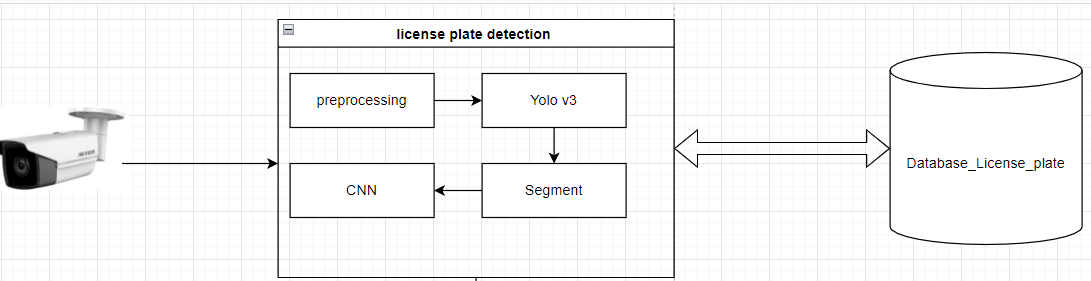 license plate detection
preprocessing
Yolo v3
CNN
Segment
Database_License_plate